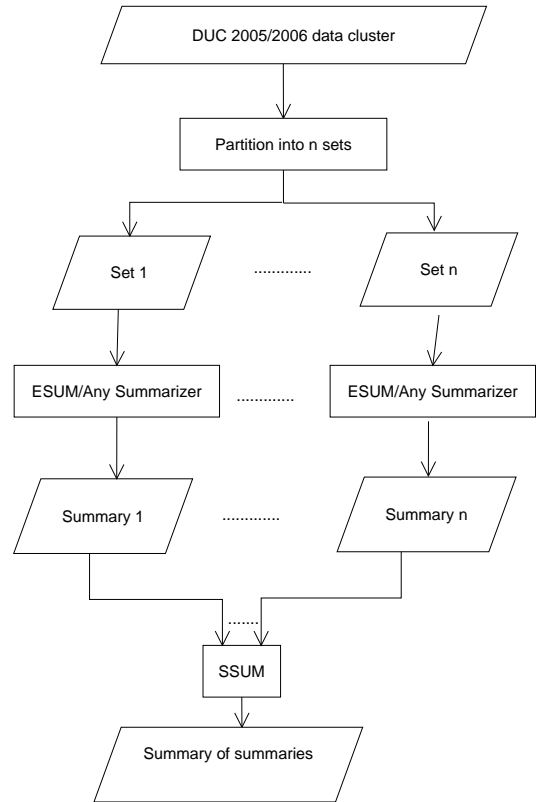 DUC 2005/2006 data cluster
Partition into n sets
Set 1 ............. Set n
ESUM/Any Summarizer ............. ESUM/Any Summarizer
Summary 1 ............. Summary n
.......
SSUM
Summary of summaries